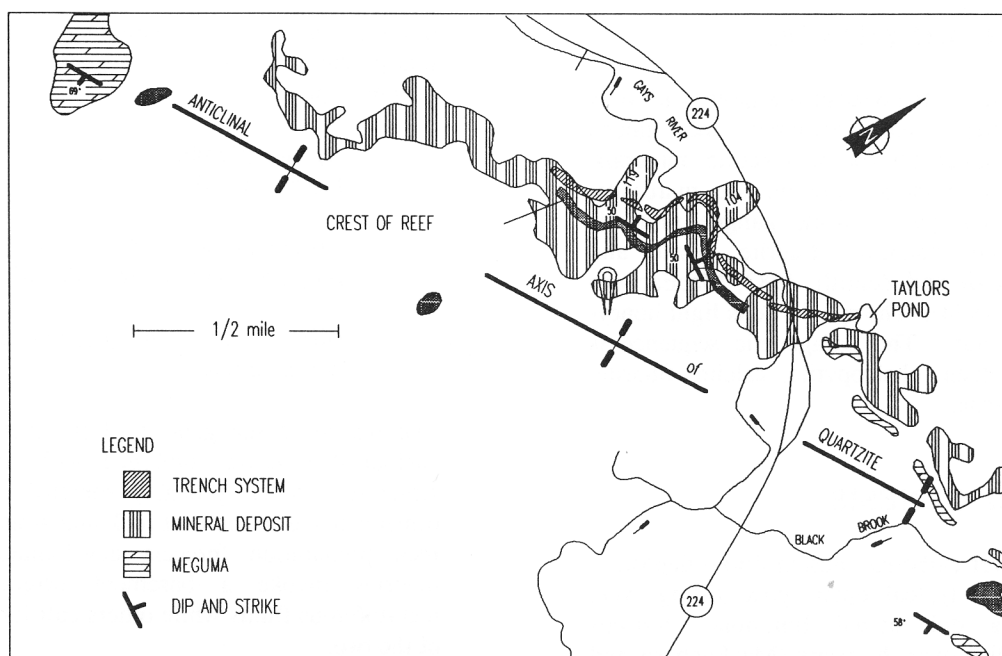 69°
ANTICLINAL
GAYS
RIVER
224
N
CREST OF REEF
50
50
AXIS
of
TAYLORS
POND
1/2 mile
QUARTZITE
BLACK
BROOK
224
58°
LEGEND
TRENCH SYSTEM
MINERAL DEPOSIT
MEGUMA
DIP AND STRIKE